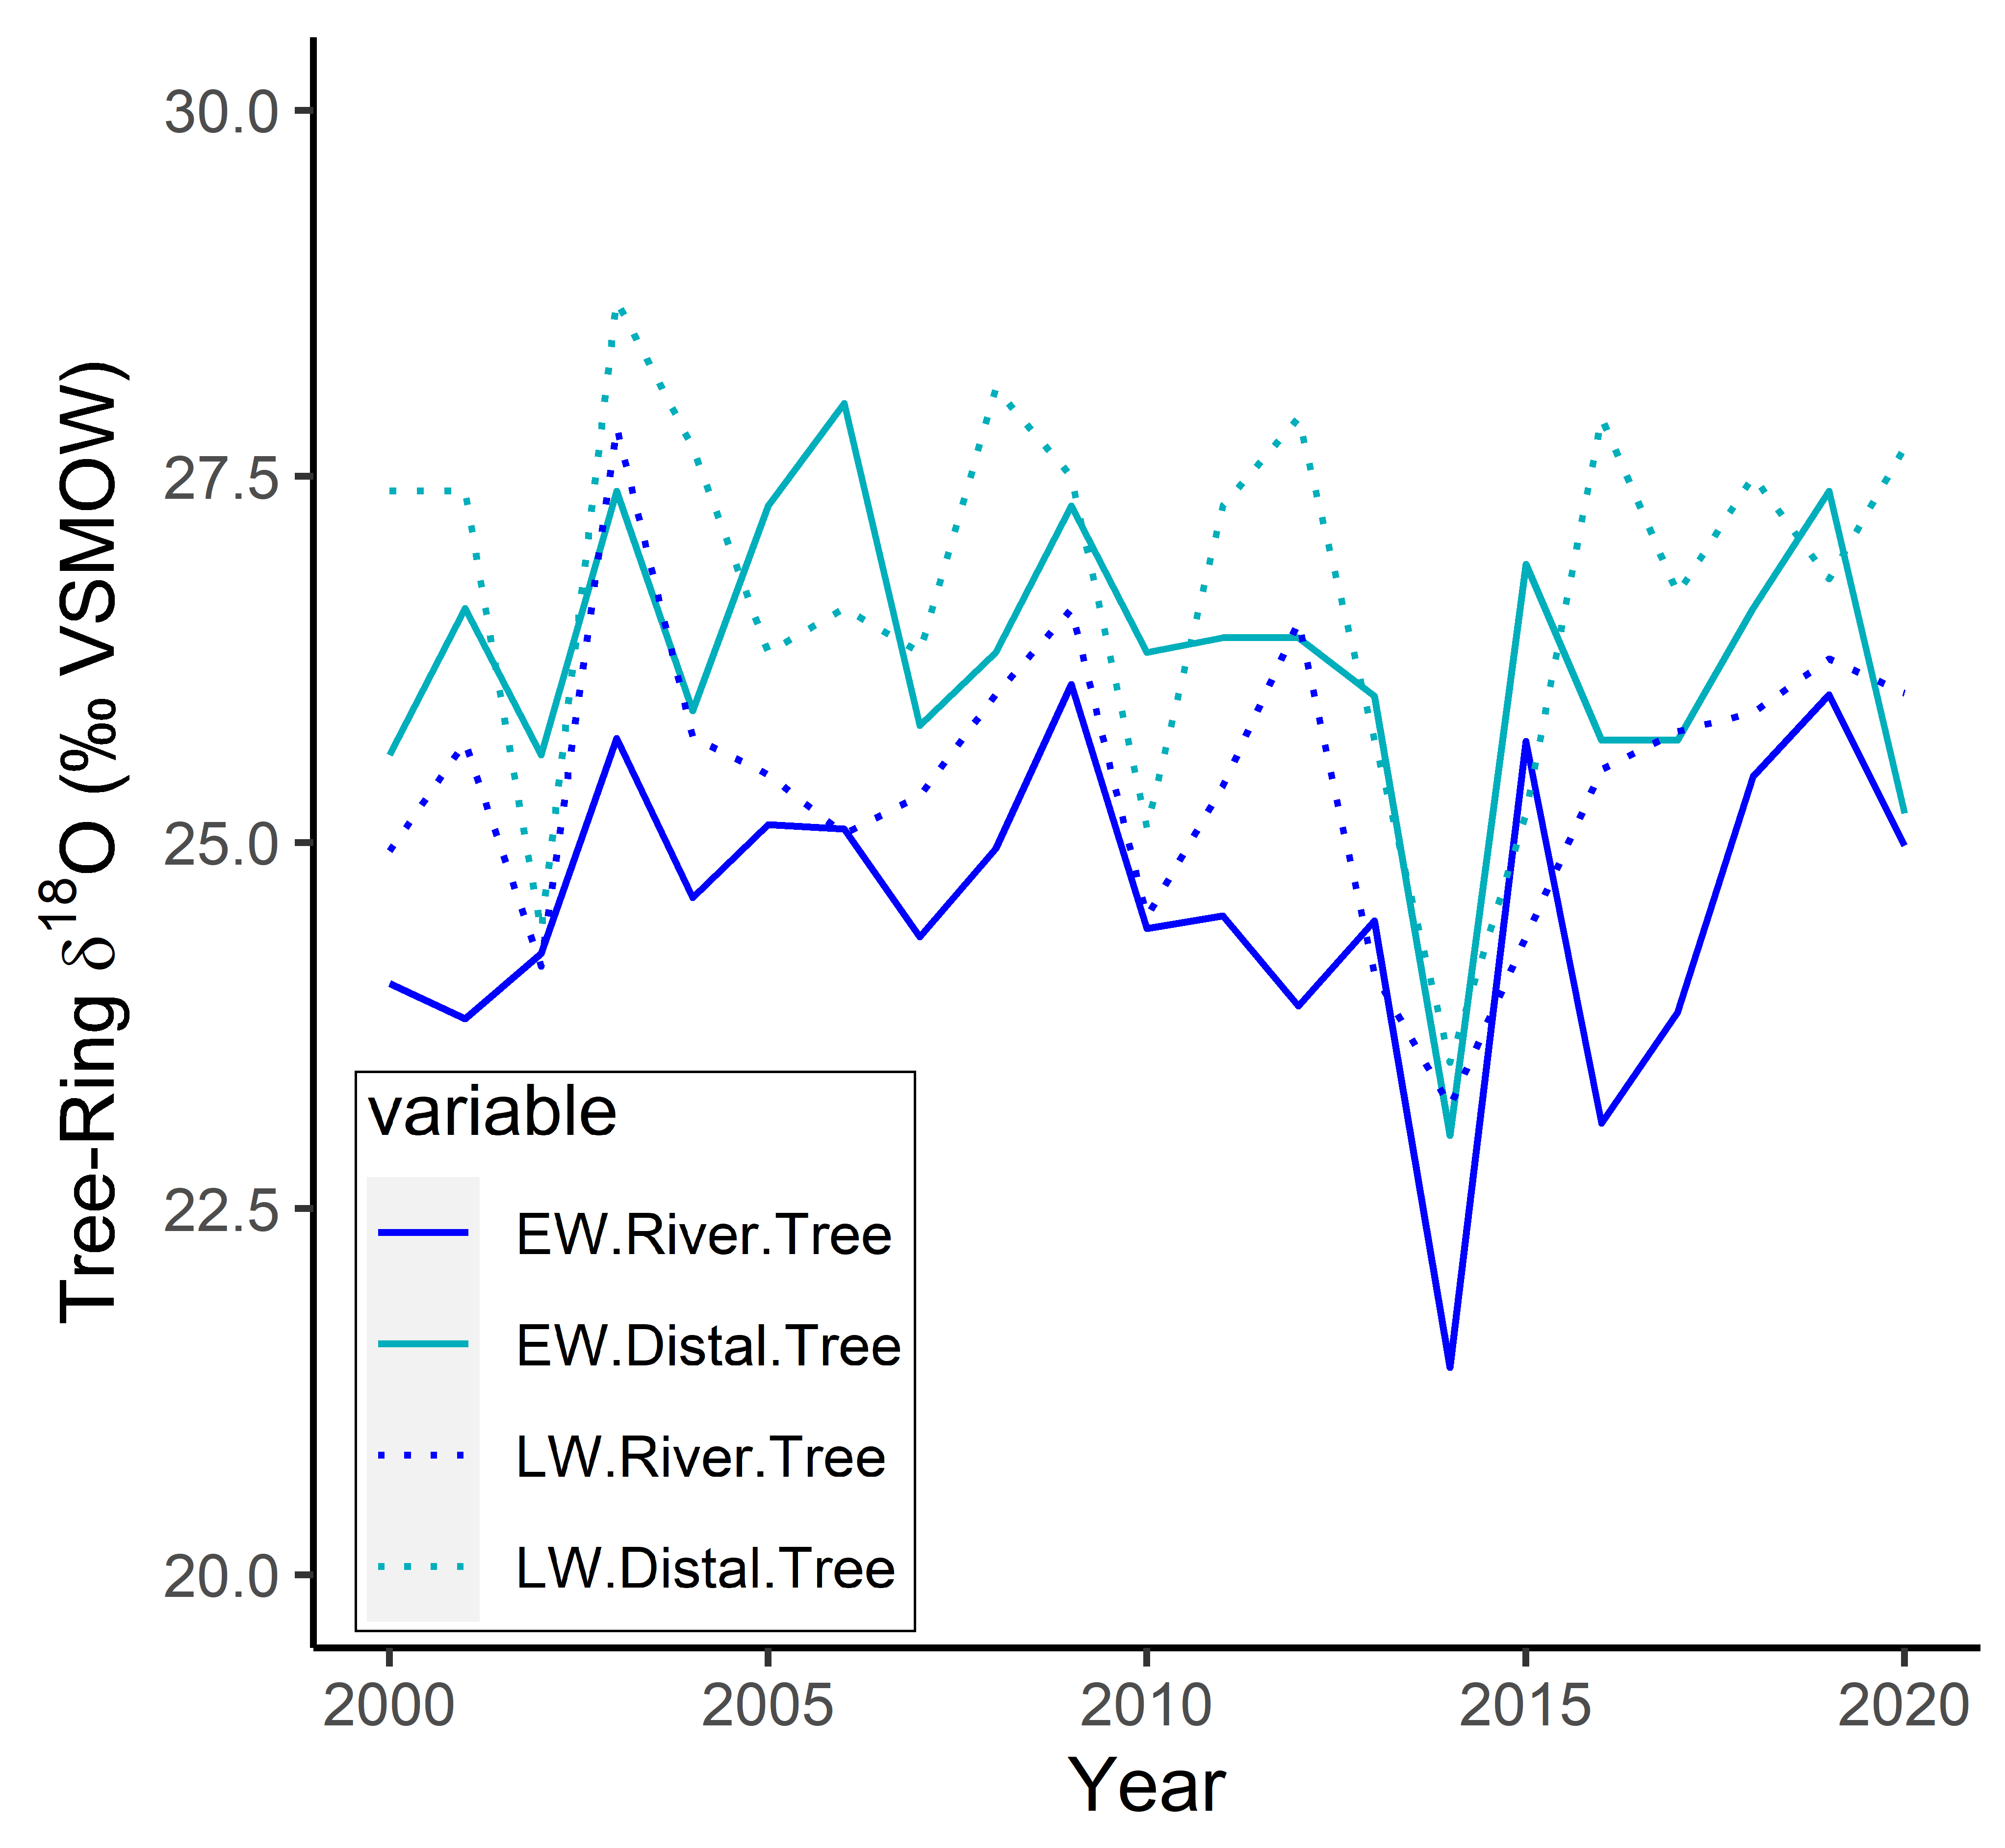 Tree-Ring δ¹⁸O (‰ VSMOW)
30.0
27.5
25.0
22.5
20.0
variable
EW.River.Tree
EW.Distal.Tree
LW.River.Tree
LW.Distal.Tree
2000 2005 2010 2015 2020
Year